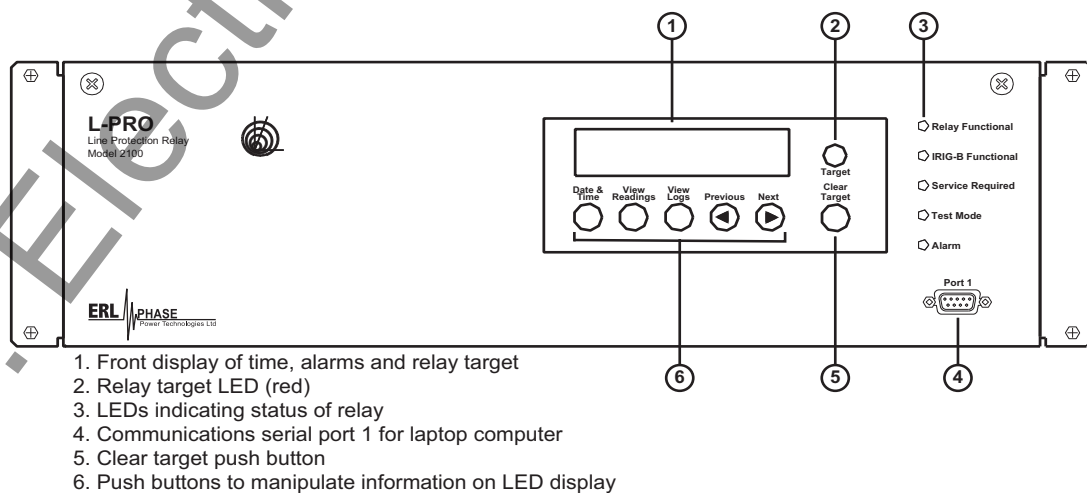 1
2
3
L-PRO
Line Protection Relay
Model 2100
Relay Functional
IRIG-B Functional
Service Required
Test Mode
Alarm
Target
Date & Time
View Readings
View Logs
Previous
Next
Clear Target
Port 1
ERL PHASE
Power Technologies Ltd
6
5
4
. Electr
1. Front display of time, alarms and relay target
2. Relay target LED (red)
3. LEDs indicating status of relay
4. Communications serial port 1 for laptop computer
5. Clear target push button
6. Push buttons to manipulate information on LED display